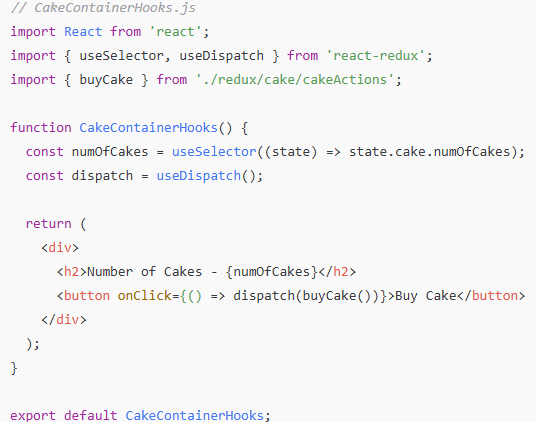 // CakeContainerHooks.js
import React from 'react';
import { useSelector, useDispatch } from 'react-redux';
import { buyCake } from './redux/cake/cakeActions';

function CakeContainerHooks() {
  const numOfCakes = useSelector((state) => state.cake.numOfCakes);
  const dispatch = useDispatch();

  return (
    <div>
      <h2>Number of Cakes - {numOfCakes}</h2>
      <button onClick={() => dispatch(buyCake())}>Buy Cake</button>
    </div>
  );
}

export default CakeContainerHooks;